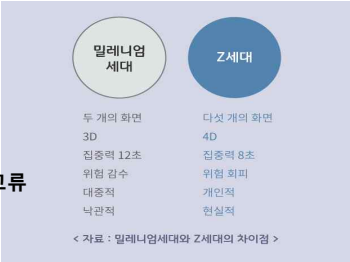 밀레니엄
세대
Z세대
두 개의 화면 다섯 개의 화면
3D 4D
집중력 12초 집중력 8초
위험 감수 위험 회피
대중적 개인적
낙관적 현실적
< 자료 : 밀레니엄세대와 Z세대의 차이점 >